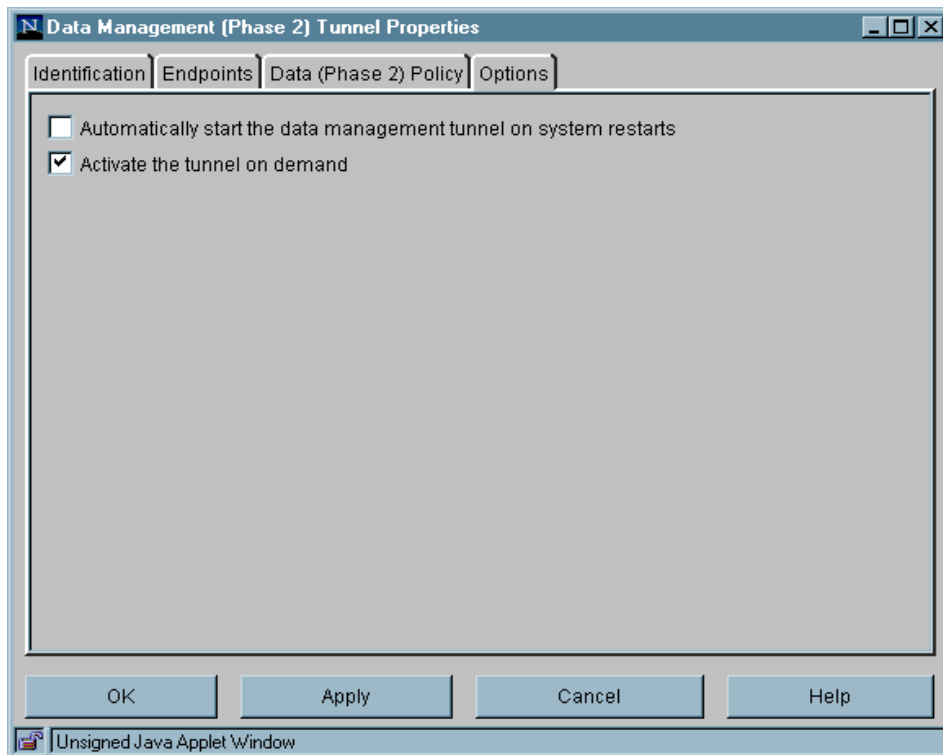 N Data Management (Phase 2) Tunnel Properties
Identification Endpoints Data (Phase 2) Policy Options
Automatically start the data management tunnel on system restarts
Activate the tunnel on demand
OK Apply Cancel Help
Unsigned Java Applet Window